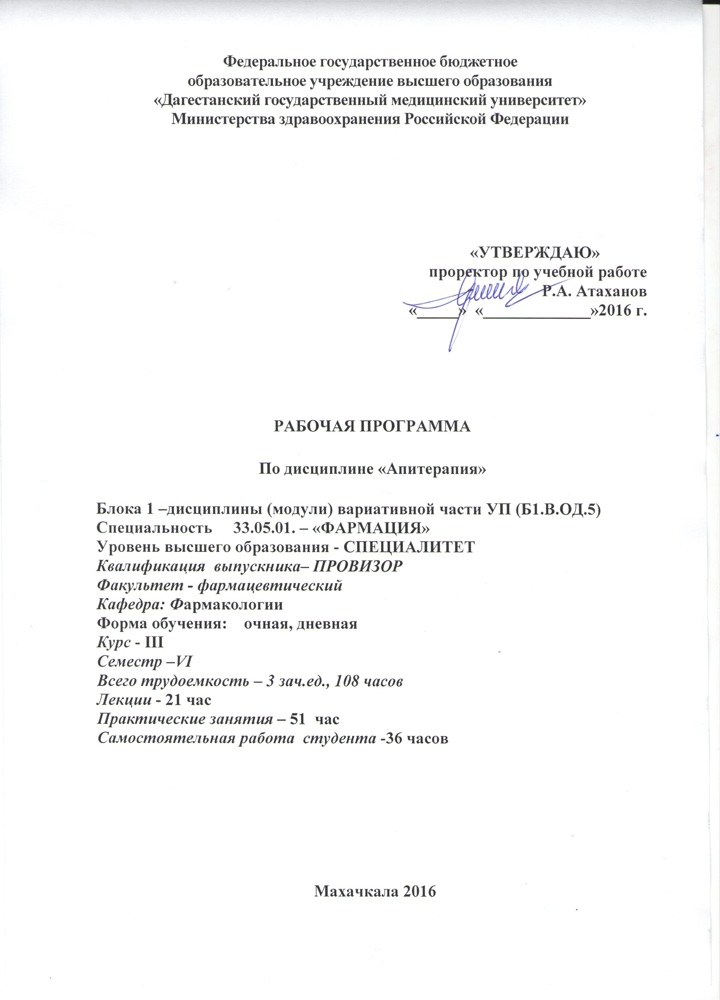 Федеральное государственное бюджетное
образовательное учреждение высшего образования
«Дагестанский государственный медицинский университет»
Министерства здравоохранения Российской Федерации
«УТВЕРЖДАЮ»
проректор по учебной работе
Р.А. Атаханов
«_____» «_____________»2016 г.
РАБОЧАЯ ПРОГРАММА
По дисциплине «Апитерапия»
Блока 1 –дисциплины (модули) вариативной части УП (Б1.В.ОД.5)
Специальность 33.05.01. – «ФАРМАЦИЯ»
Уровень высшего образования - СПЕЦИАЛИТЕТ
Квалификация выпускника– ПРОВИЗОР
Факультет - фармацевтический
Кафедра: Фармакологии
Форма обучения: очная, дневная
Курс - III
Семестр –VI
Всего трудоемкость – 3 зач.ед., 108 часов
Лекции - 21 час
Практические занятия – 51 час
Самостоятельная работа студента -36 часов
Махачкала 2016